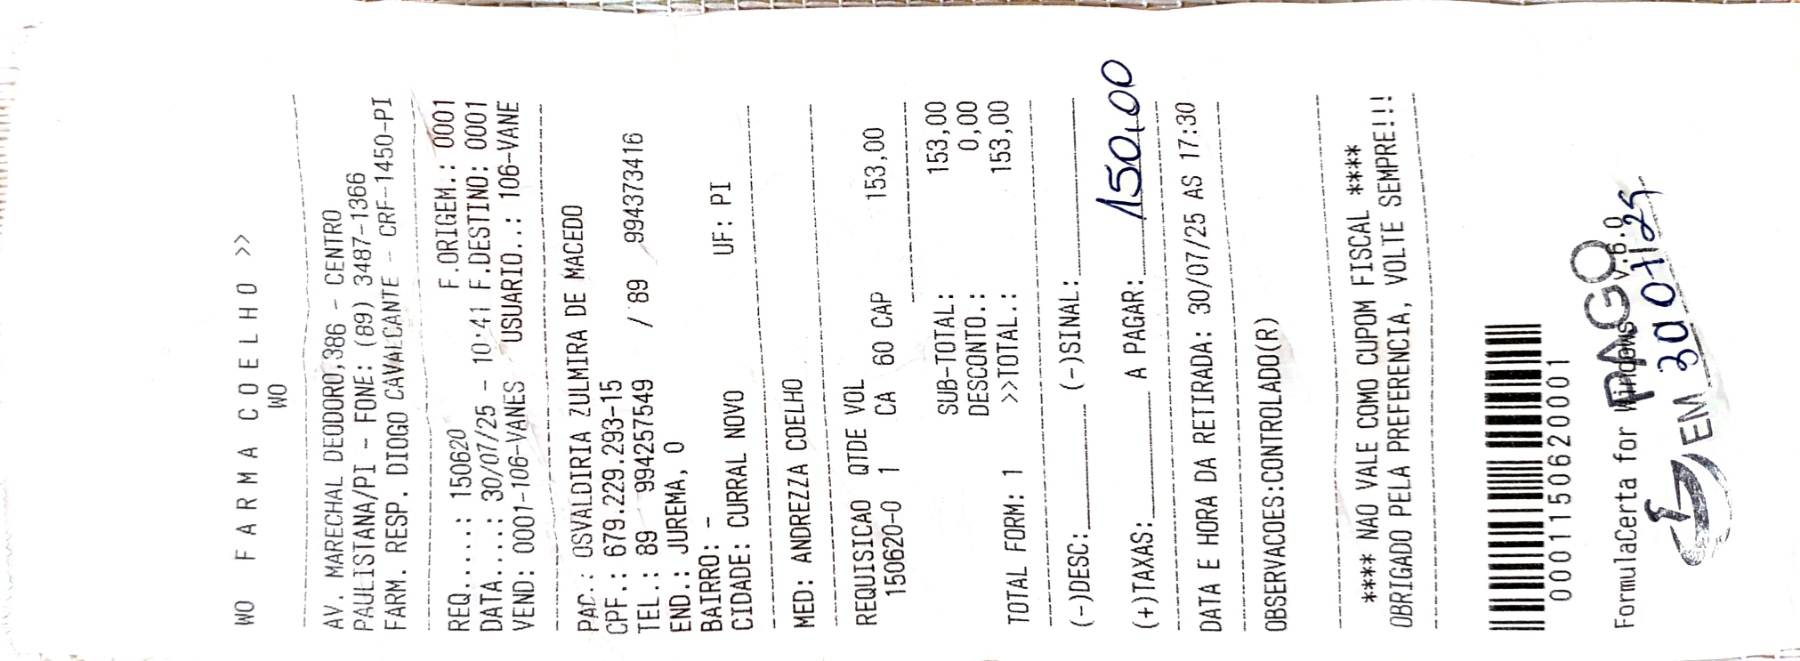 WO FARMA COELHO >>
WO
AV. MARECHAL DEODORO,386 - CENTRO
PAULISTANA/PI - FONE: (89) 3487-1366
FARM. RESP. DIOGO CAVALCANTE - CRF-1450-PI
REQ.....: 150620 F.ORIGEM.: 0001
DATA....: 30/07/25 - 10:41 F.DESTINO: 0001
VEND: 0001-106-VANES USUARIO..: 106-VANE
PAC.: OSVALDIRIA ZULMIRA DE MACEDO
CPF.: 679.229.293-15
TEL.: 89 994257549 / 89 994373416
END.: JUREMA, 0
BAIRRO: -
CIDADE: CURRAL NOVO UF: PI
MED: ANDREZZA COELHO
REQUISICAO QTDE VOL
150620-0 1 CA 60 CAP 153,00
SUB-TOTAL: 153,00
DESCONTO.: 0,00
TOTAL FORM: 1 >>TOTAL.: 153,00
(-)DESC:____________ (-)SINAL:_________________
(+)TAXAS:____________ A PAGAR: 150,00
DATA E HORA DA RETIRADA: 30/07/25 AS 17:30
OBSERVACOES:CONTROLADO(R)
**** NAO VALE COMO CUPOM FISCAL ****
OBRIGADO PELA PREFERENCIA, VOLTE SEMPRE!!!
0001150620001
FormulaCerta for Windows v.6.0
PAGO
EM 30 07/25